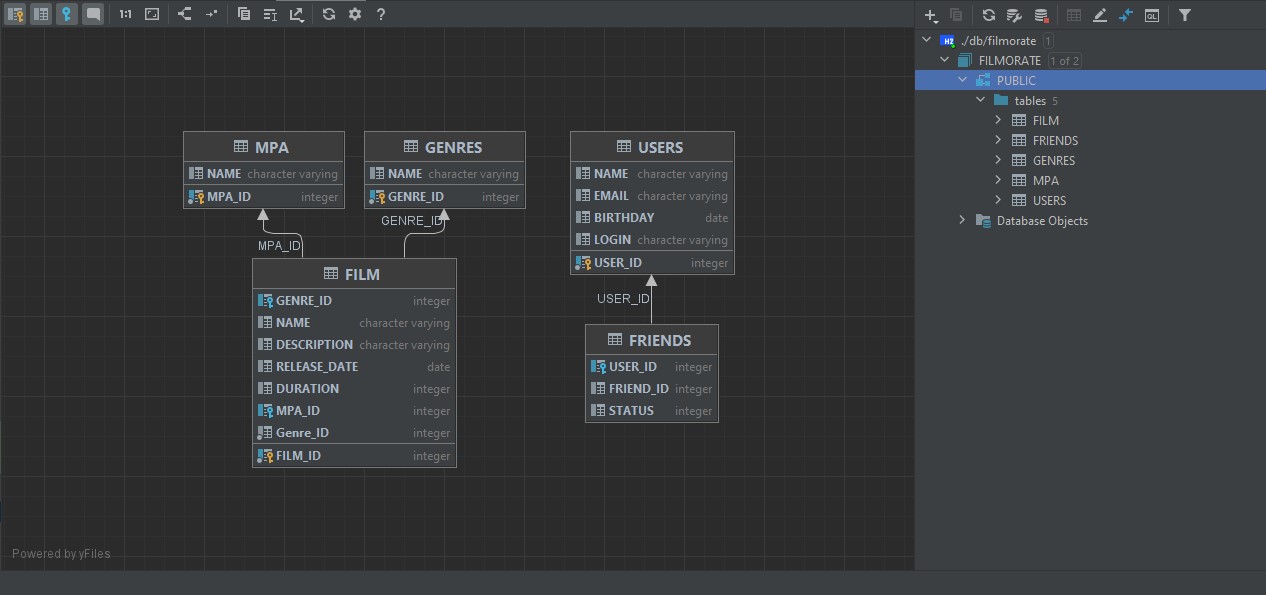 1:1
?
MPA
NAME character varying
MPA_ID integer
GENRES
NAME character varying
GENRE_ID integer
USERS
NAME character varying
EMAIL character varying
BIRTHDAY date
LOGIN character varying
USER_ID integer
MPA_ID
GENRE_ID
FILM
GENRE_ID integer
NAME character varying
DESCRIPTION character varying
RELEASE_DATE date
DURATION integer
MPA_ID integer
Genre_ID integer
FILM_ID integer
USER_ID
FRIENDS
USER_ID integer
FRIEND_ID integer
STATUS integer
Powered by yFiles
QL
H2 ./db/filmorate 1
FILMORATE 1 of 2
PUBLIC
tables 5
FILM
FRIENDS
GENRES
MPA
USERS
Database Objects